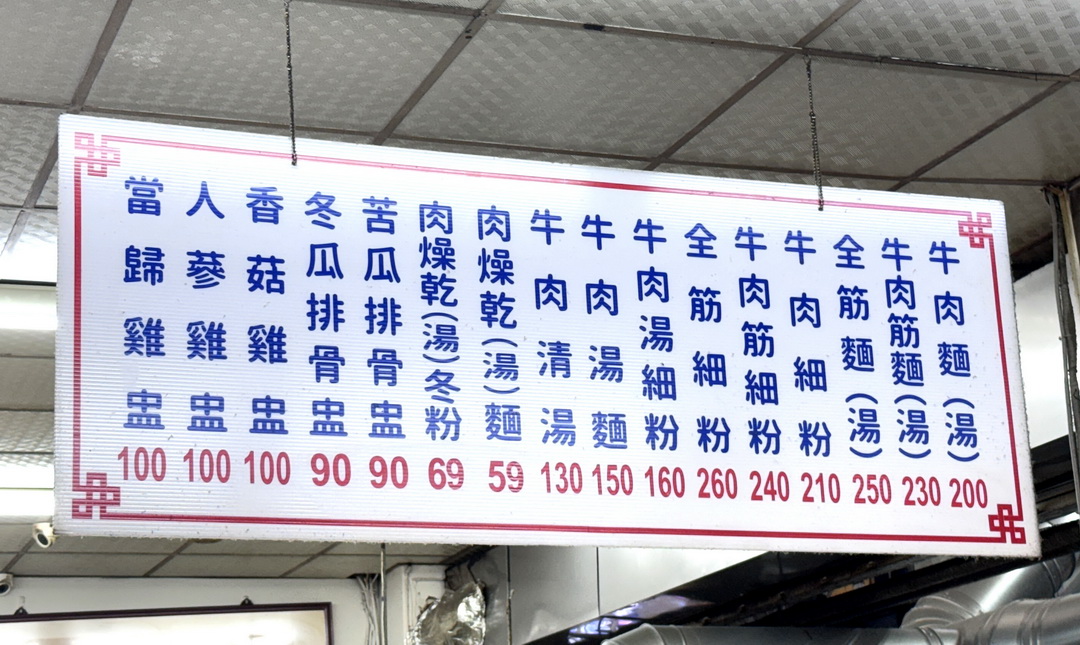 牛肉麵(湯) 200
牛肉筋麵(湯) 230
全筋麵(湯) 250
牛肉細粉 210
牛肉筋細粉 240
全筋細粉 260
牛肉湯細粉 160
牛肉湯麵 150
牛肉清湯 130
肉燥乾(湯)麵 59
肉燥乾(湯)冬粉 69
苦瓜排骨盅 90
冬瓜排骨盅 90
香菇雞盅 100
人蔘雞盅 100
當歸雞盅 100